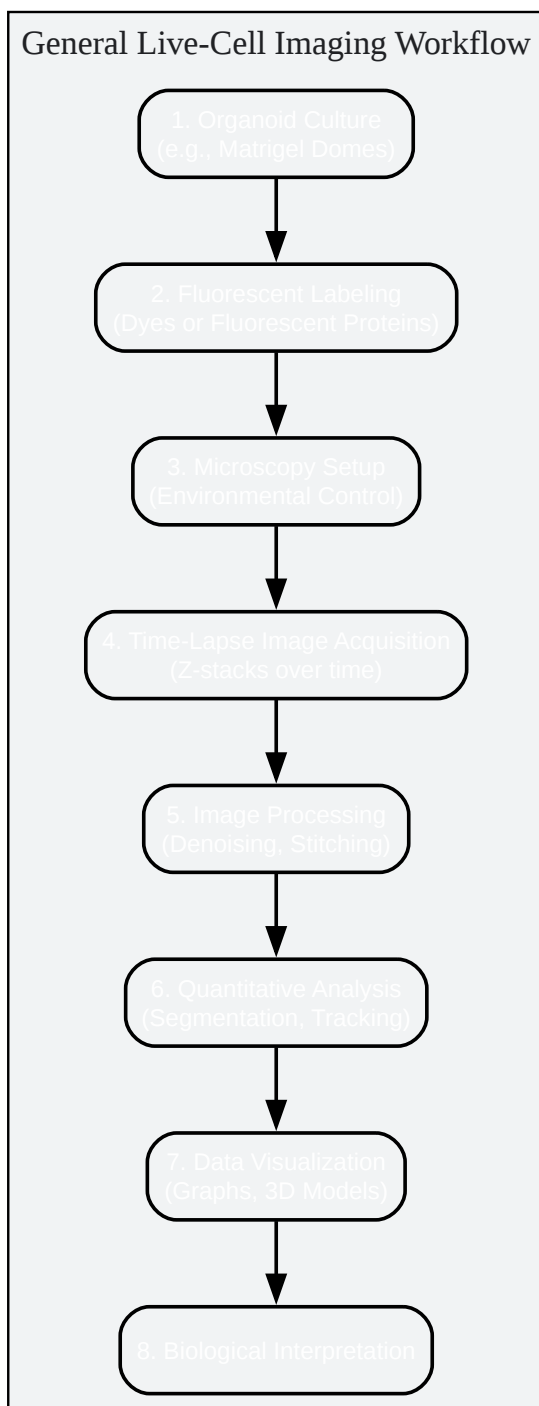 General Live-Cell Imaging Workflow
1. Organoid Culture
(e.g., Matrigel Domes)
2. Fluorescent Labeling
(Dyes or Fluorescent Proteins)
3. Microscopy Setup
(Environmental Control)
4. Time-Lapse Image Acquisition
(Z-stacks over time)
5. Image Processing
(Denoising, Stitching)
6. Quantitative Analysis
(Segmentation, Tracking)
7. Data Visualization
(Graphs, 3D Models)
8. Biological Interpretation